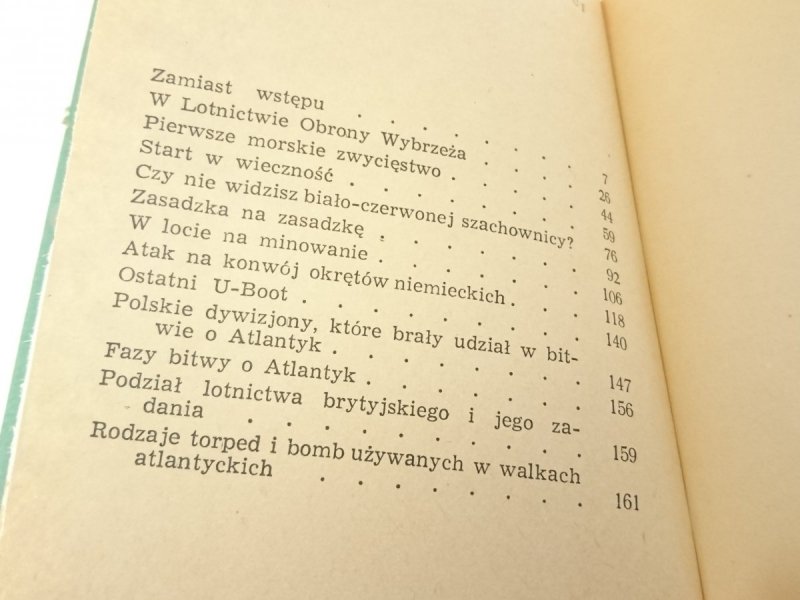 Zamiast wstępu . . . . . . . 7
W Lotnictwie Obrony Wybrzeża . . . . 26
Pierwsze morskie zwycięstwo . . . . 44
Start w wieczność . . . . . . . 59
Czy nie widzisz biało-czerwonej szachownicy? 76
Zasadzka na zasadzkę . . . . . . 92
W locie na minowanie . . . . . . 106
Atak na konwój okrętów niemieckich . . . 118
Ostatni U-Boot . . . . . . . . 140
Polskie dywizjony, które brały udział w bit-
wie o Atlantyk . . . . . . . 147
Fazy bitwy o Atlantyk . . . . . . 156
Podział lotnictwa brytyjskiego i jego za-
dania . . . . . . . . . 159
Rodzaje torped i bomb używanych w walkach
atlantyckich . . . . . . . 161